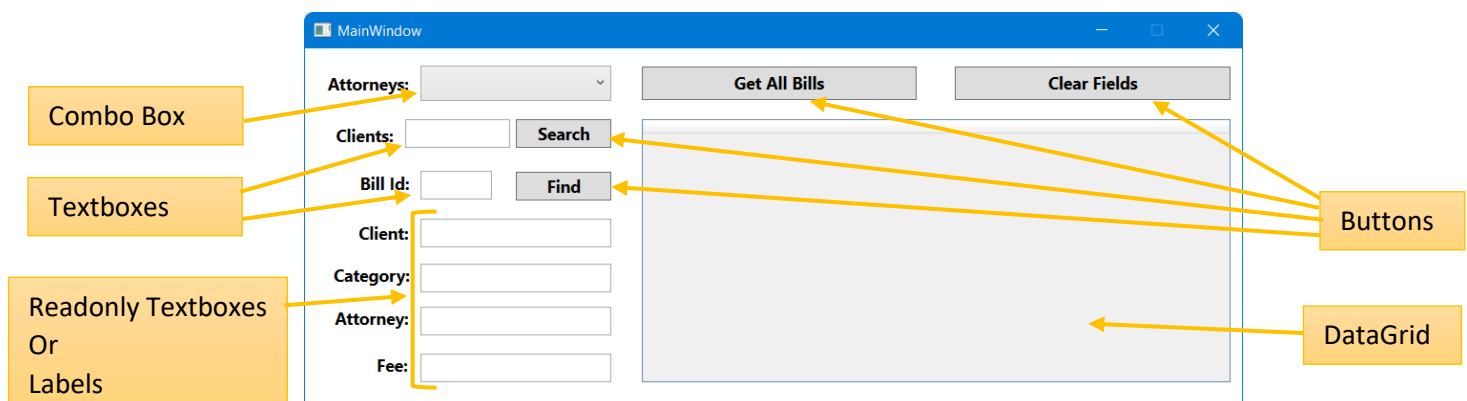 MainWindow
Attorneys:
Get All Bills
Clear Fields
Combo Box
Clients:
Search
Bill Id:
Find
Textboxes
Buttons
Client:
Category:
Readonly Textboxes
Or
Labels
Attorney:
DataGrid
Fee: